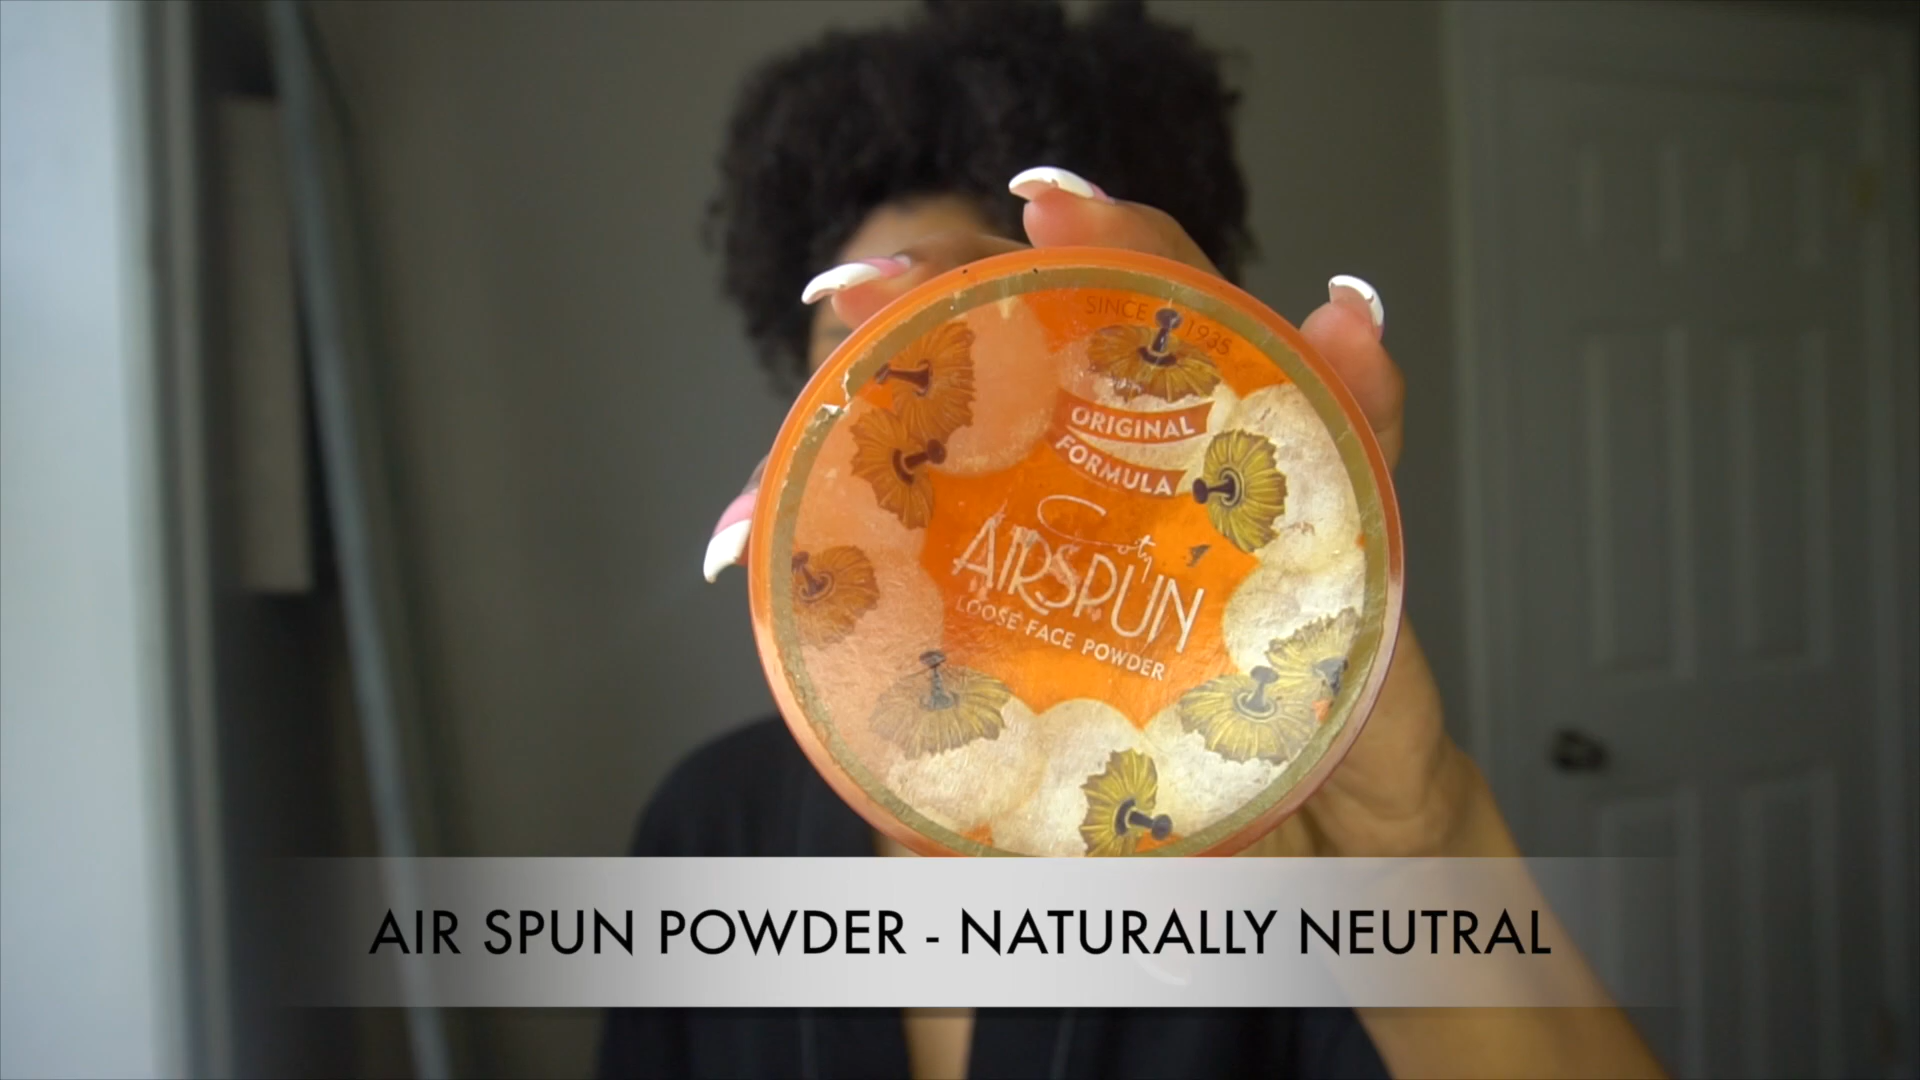 SINCE 1935
ORIGINAL
FORMULA
Coty
AIRSPUN
LOOSE FACE POWDER
AIR SPUN POWDER - NATURALLY NEUTRAL